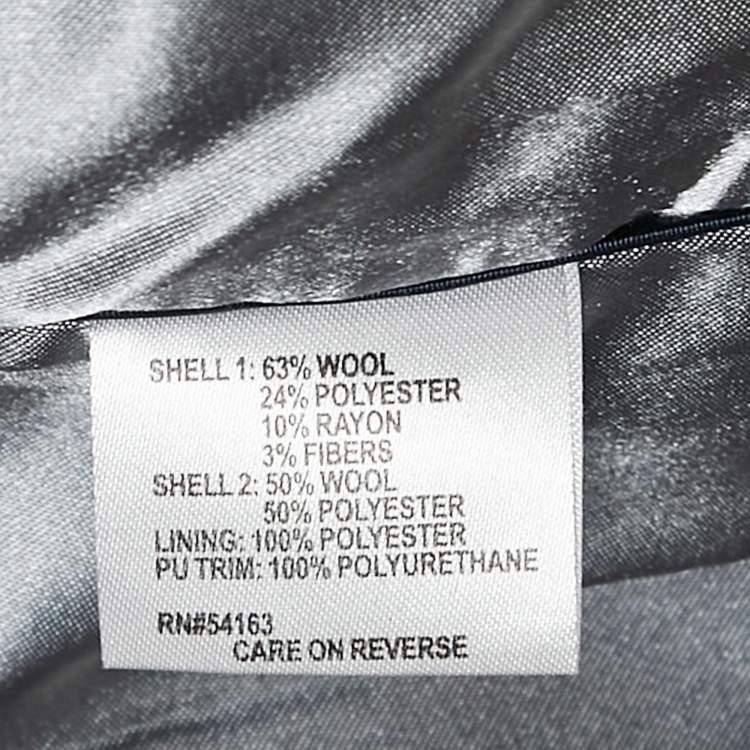 SHELL 1: 63% WOOL
24% POLYESTER
10% RAYON
3% FIBERS
SHELL 2: 50% WOOL
50% POLYESTER
LINING: 100% POLYESTER
PU TRIM: 100% POLYURETHANE
RN#54163
CARE ON REVERSE